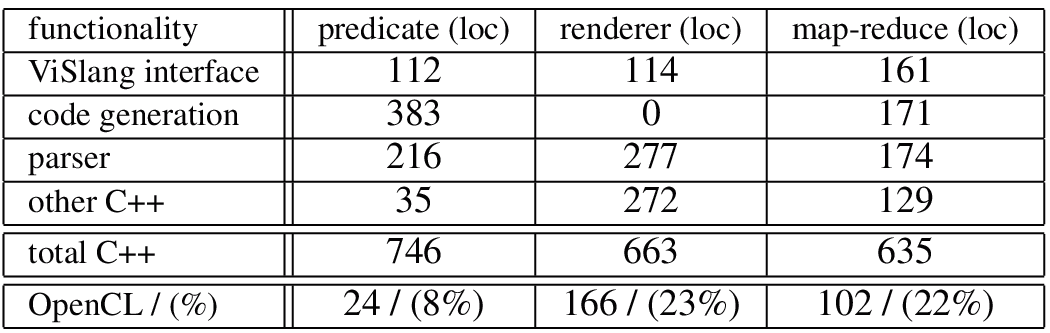 functionality predicate (loc) renderer (loc) map-reduce (loc)
ViSlang interface 112 114 161
code generation 383 0 171
parser 216 277 174
other C++ 35 272 129
total C++ 746 663 635
OpenCL / (%) 24 / (8%) 166 / (23%) 102 / (22%)